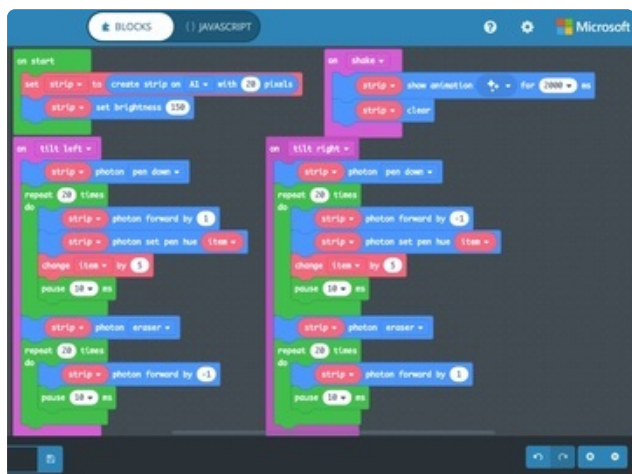 BLOCKS
{} JAVASCRIPT
Microsoft
on start
set strip to create strip on A1 with 20 pixels
strip set brightness 150
on shake
strip show animation for 2000 ms
strip clear
on tilt left
strip photon pen down
repeat 20 times
do
strip photon forward by 1
strip photon set pen hue item
change item by 5
pause 10 ms
strip photon eraser
repeat 20 times
do
strip photon forward by -1
pause 10 ms
on tilt right
strip photon pen down
repeat 20 times
do
strip photon forward by -1
strip photon set pen hue item
change item by 5
pause 10 ms
strip photon eraser
repeat 20 times
do
strip photon forward by 1
pause 10 ms